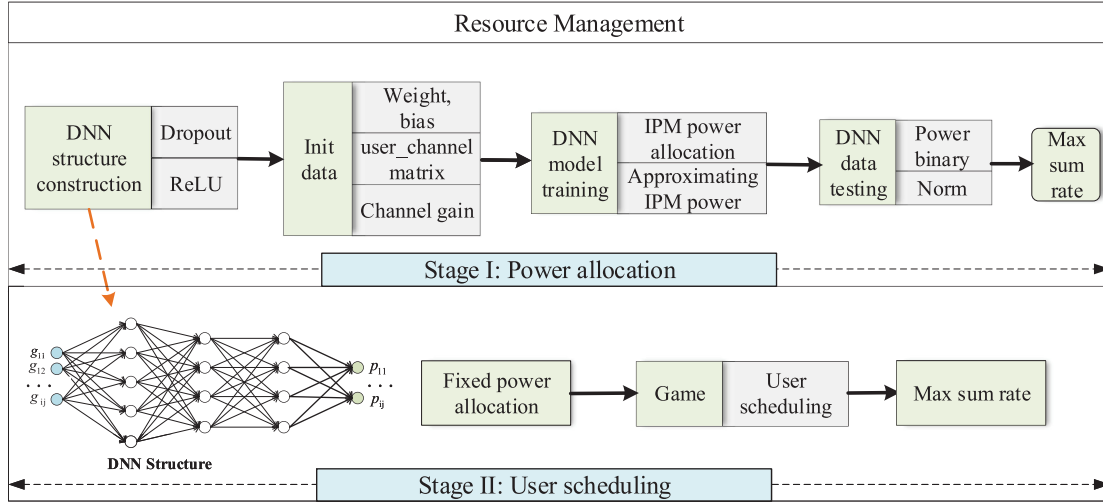 Resource Management
DNN
structure
construction
Dropout
ReLU
Init
data
Weight,
bias
user_channel
matrix
Channel gain
DNN
model
training
IPM power
allocation
Approximating
IPM power
DNN
data
testing
Power
binary
Norm
Max
sum
rate
Stage I: Power allocation
g11
g12
. . .
gij
p11
. . .
pij
DNN Structure
Fixed power
allocation
Game
User
scheduling
Max sum rate
Stage II: User scheduling